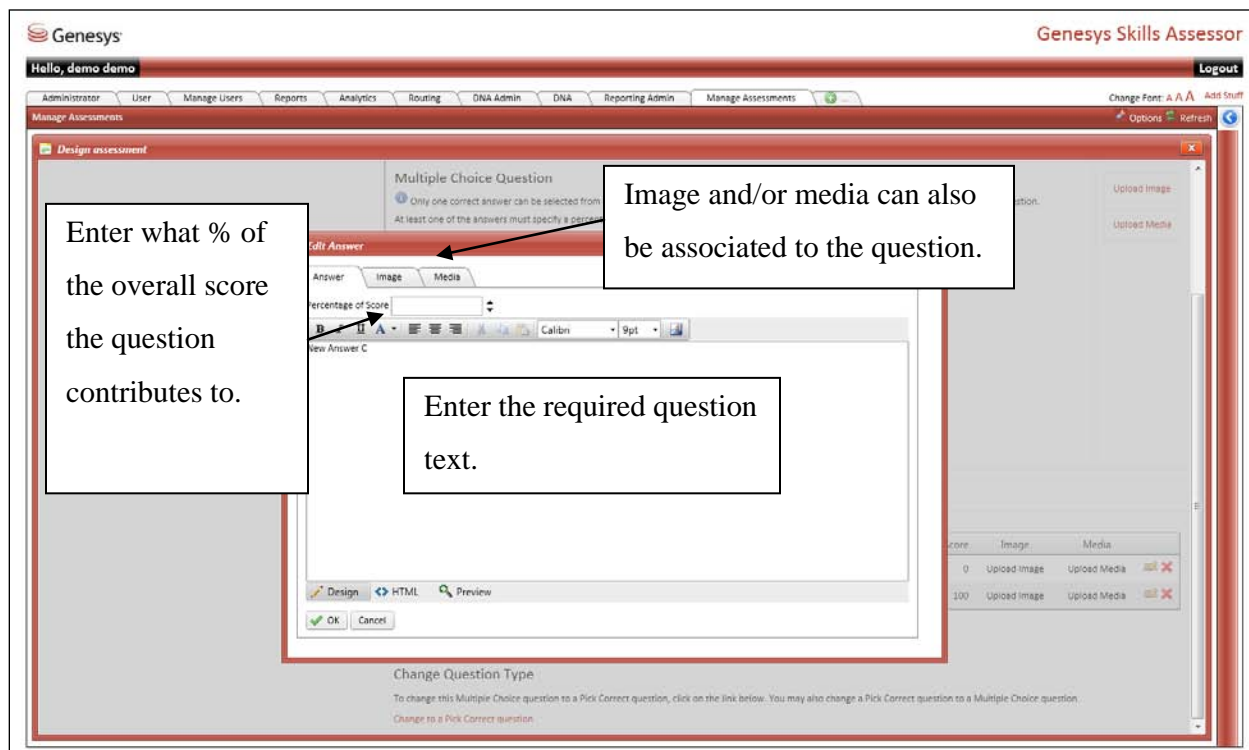 Genesys
Genesys Skills Assessor
Hello, demo demo
Logout
Administrator User Manage Users Reports Analytics Routing DNA Admin DNA Reporting Admin Manage Assessments ...
Change Font: A A A Add Stuff
Manage Assessments
Options Refresh
Design assessment
X
Multiple Choice Question
Only one correct answer can be selected from
At least one of the answers must specify a
Upload Image
Upload Media
Image and/or media can also
be associated to the question.
Enter what % of
the overall score
the question
contributes to.
Edit Answer
Answer Image Media
Percentage of Score
B I U A Calibri 9pt
New Answer C
Enter the required question
text.
Design HTML Preview
OK Cancel
Score Image Media
0 Upload Image Upload Media
100 Upload Image Upload Media
Change Question Type
To change this Multiple Choice question to a Pick Correct question, click on the link below. You may also change a Pick Correct question to a Multiple Choice question.
Change to a Pick Correct question